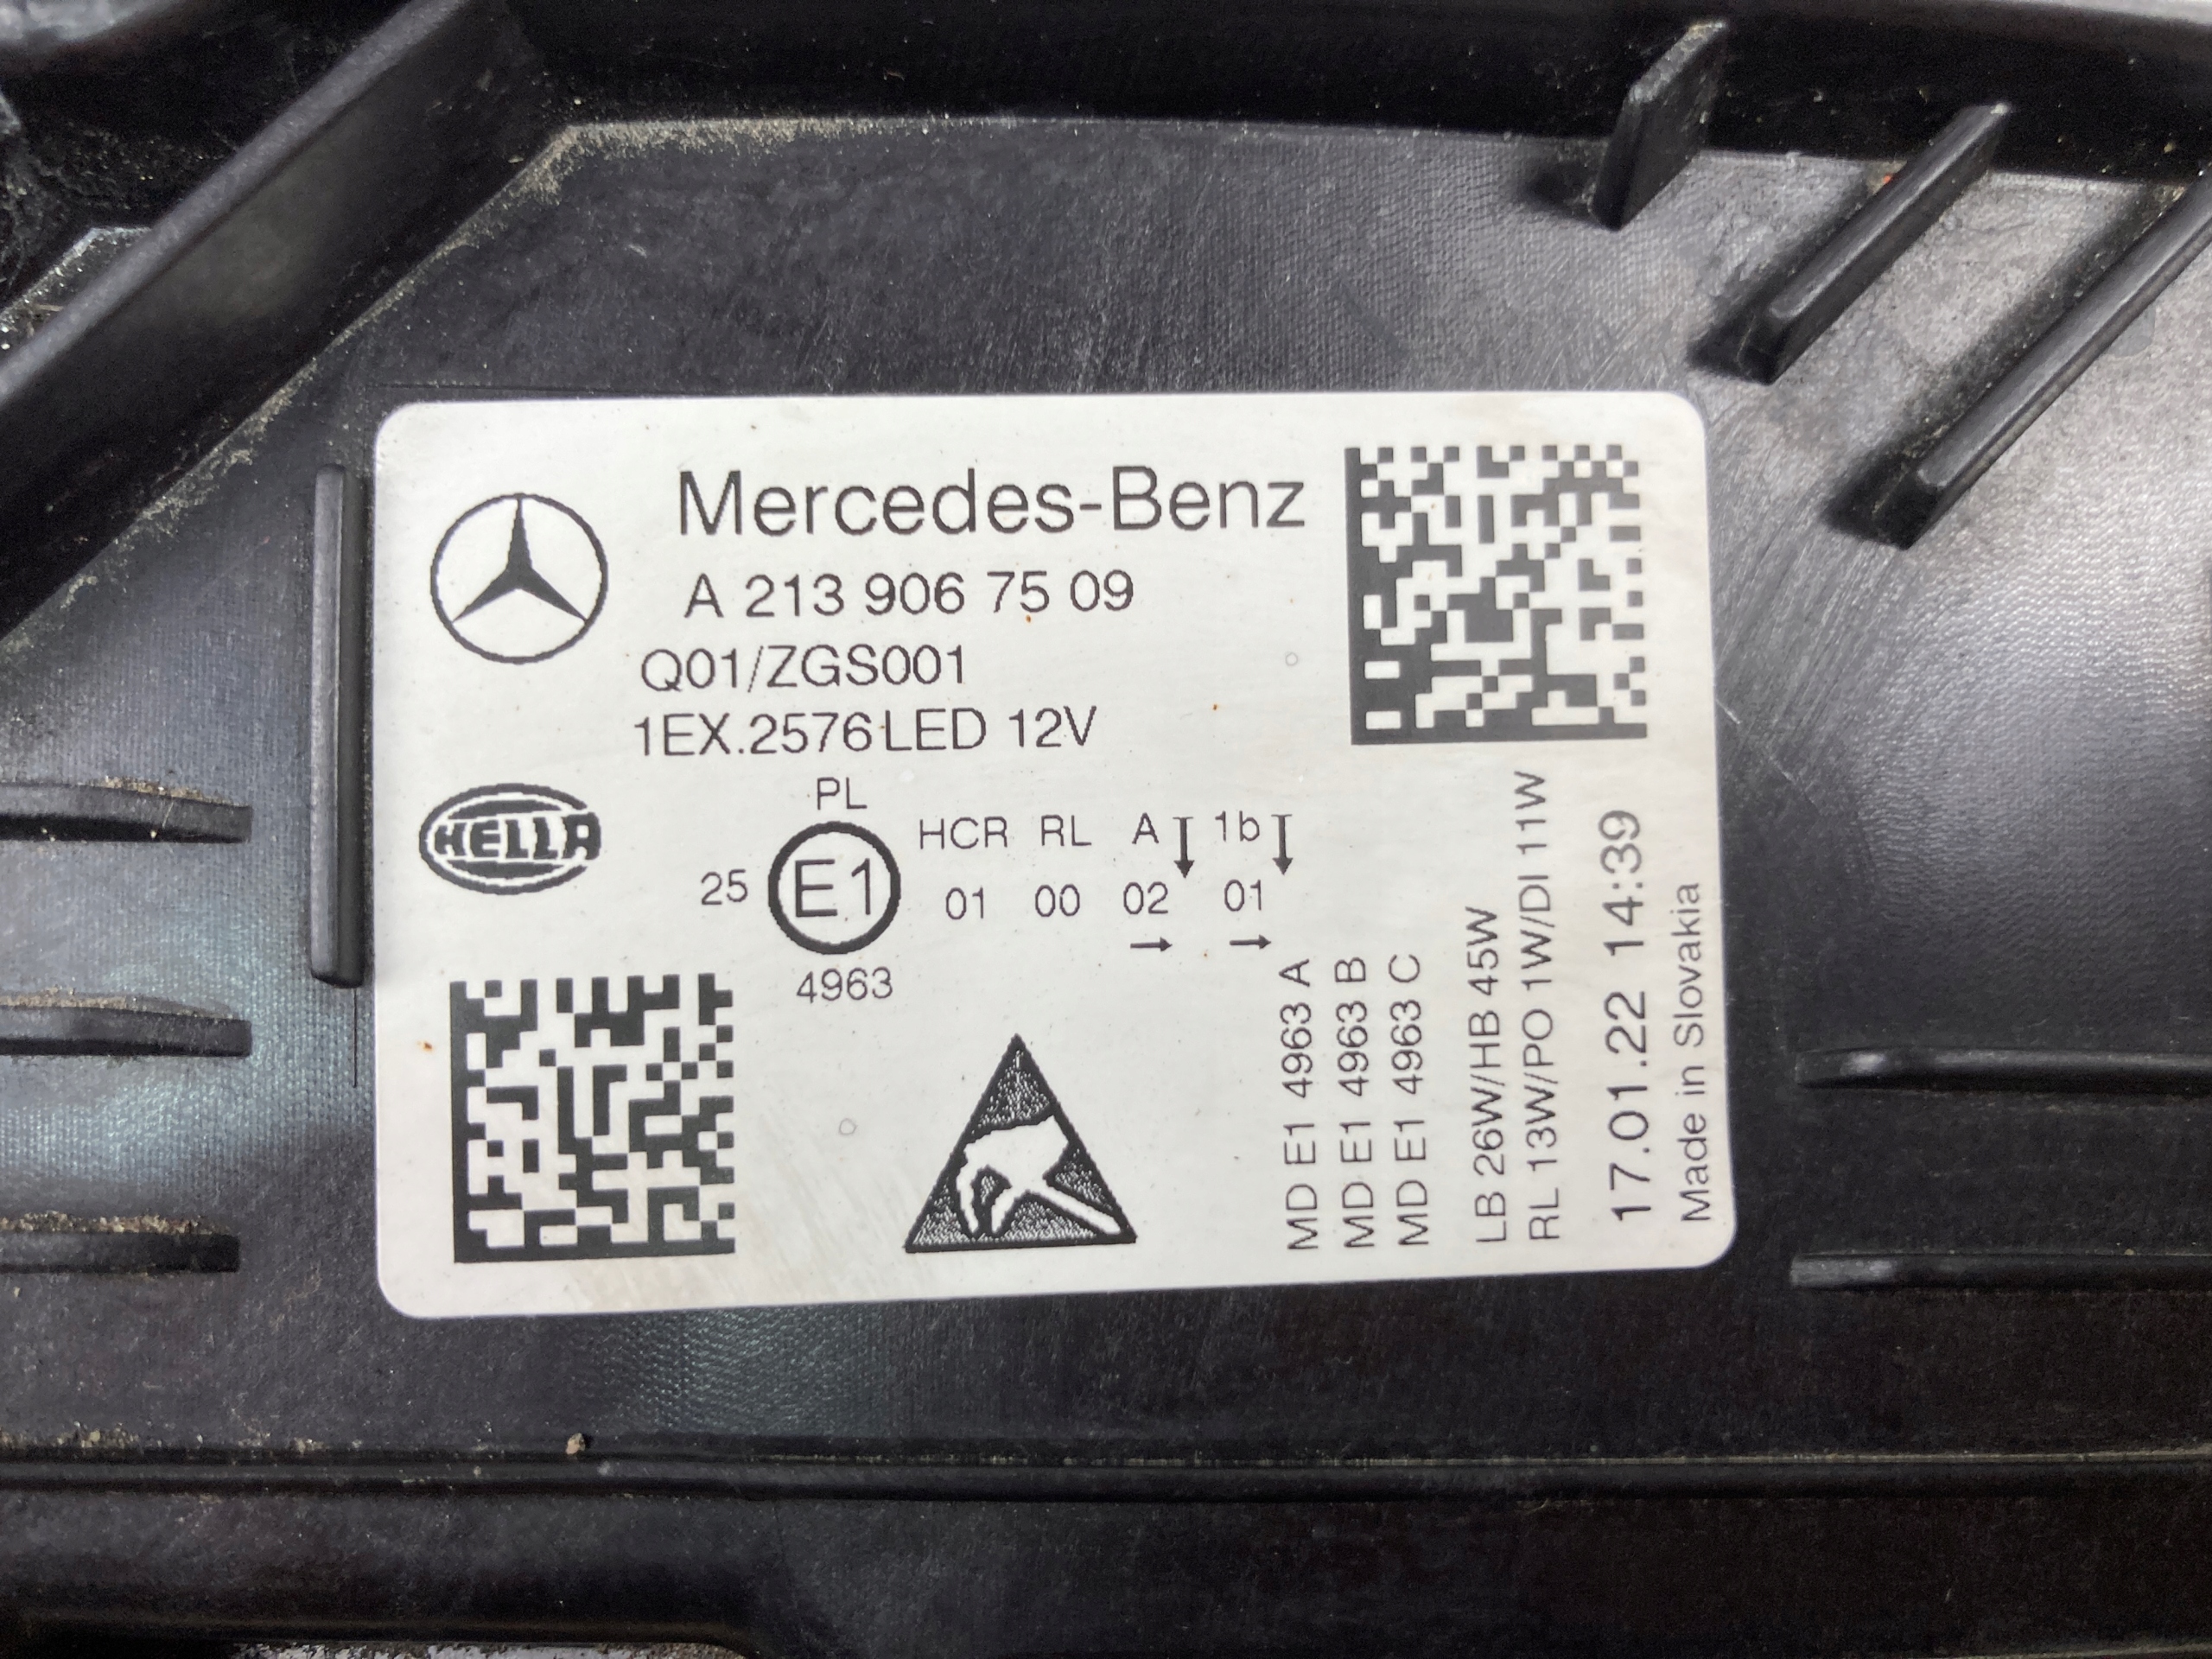 Mercedes-Benz
A 213 906 75 09
Q01/ZGS001
1EX.2576 LED 12V
HELLA
PL
25 E1 4963
HCR RL A 1b
01 00 02 01
MD E1 4963 A
MD E1 4963 B
MD E1 4963 C
LB 26W/HB 45W
RL 13W/PO 1W/DI 11W
17.01.22 14:39
Made in Slovakia